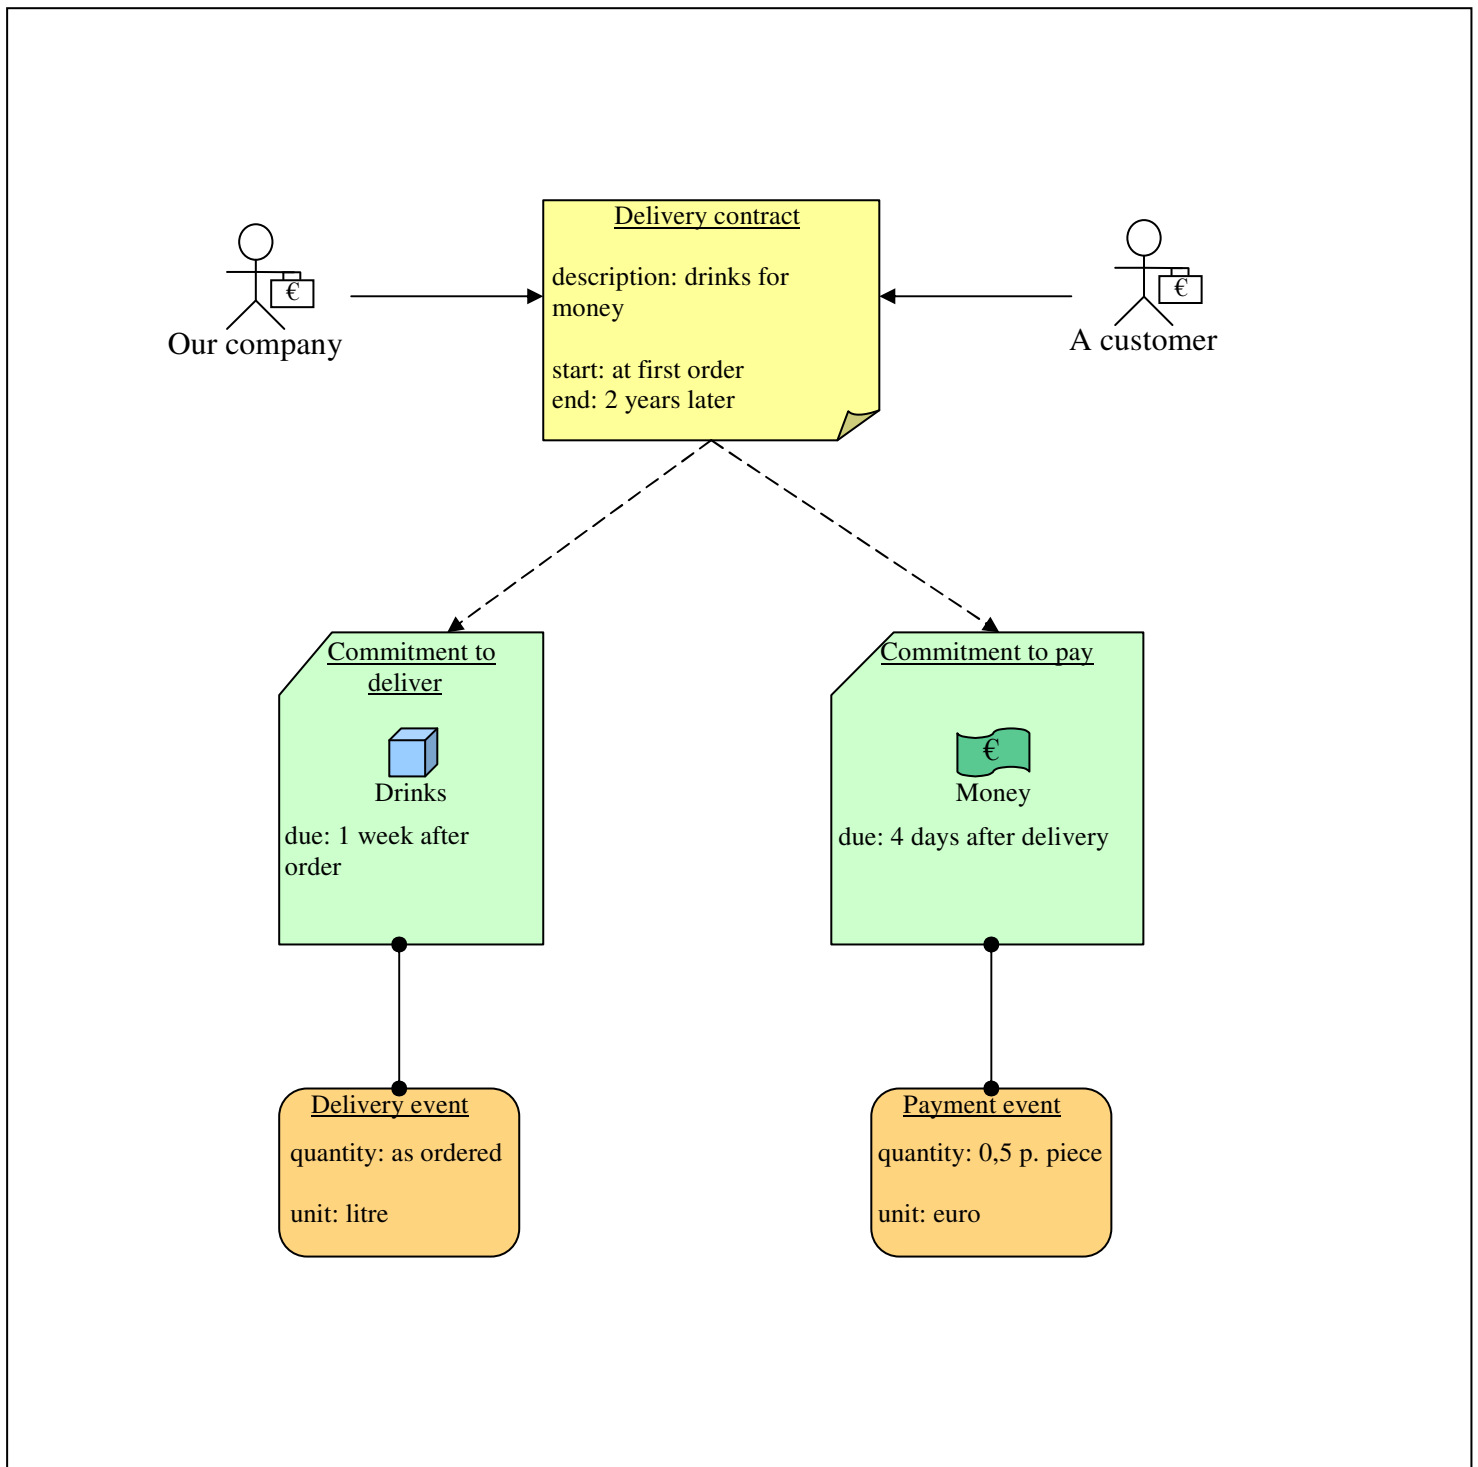 Delivery contract
description: drinks for
money
start: at first order
end: 2 years later
€
Our company
€
A customer
Commitment to
deliver
Drinks
due: 1 week after
order
Commitment to pay
€
Money
due: 4 days after delivery
Delivery event
quantity: as ordered
unit: litre
Payment event
quantity: 0,5 p. piece
unit: euro